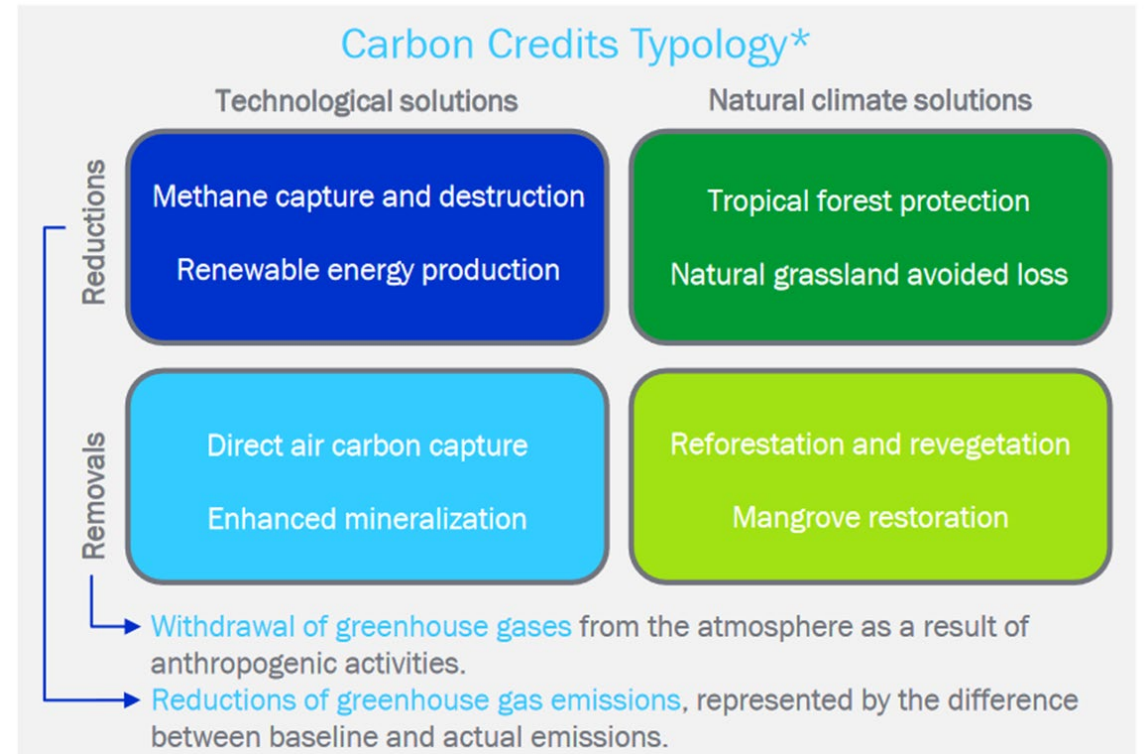 Carbon Credits Typology*
Technological solutions
Natural climate solutions
Reductions
Methane capture and destruction
Renewable energy production
Tropical forest protection
Natural grassland avoided loss
Removals
Direct air carbon capture
Enhanced mineralization
Reforestation and revegetation
Mangrove restoration
Withdrawal of greenhouse gases from the atmosphere as a result of
anthropogenic activities.
Reductions of greenhouse gas emissions, represented by the difference
between baseline and actual emissions.